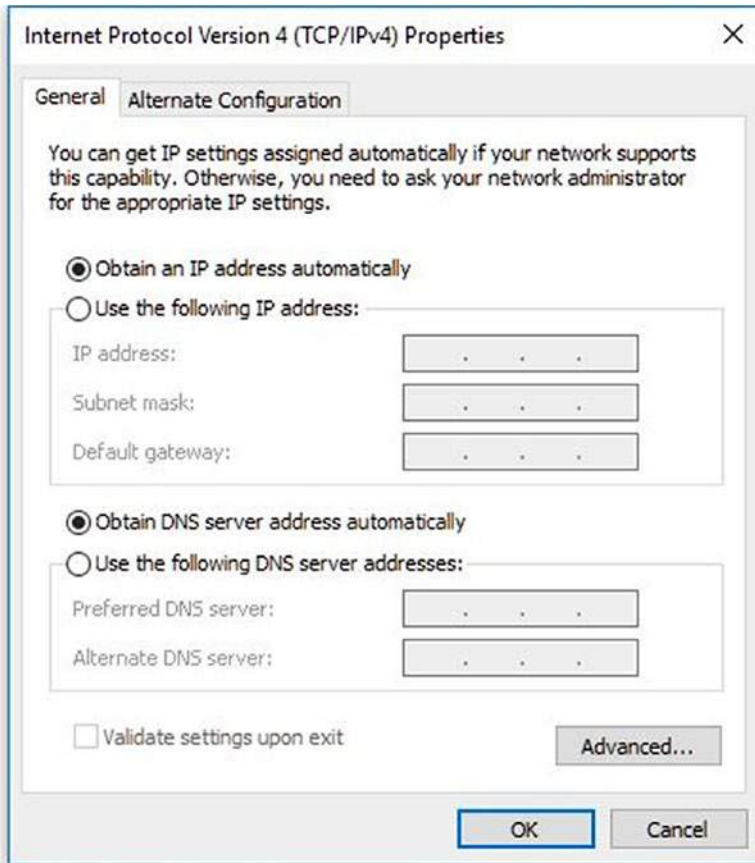 Internet Protocol Version 4 (TCP/IPv4) Properties
General
Alternate Configuration
You can get IP settings assigned automatically if your network supports
this capability. Otherwise, you need to ask your network administrator
for the appropriate IP settings.
Obtain an IP address automatically
Use the following IP address:
IP address:
Subnet mask:
Default gateway:
Obtain DNS server address automatically
Use the following DNS server addresses:
Preferred DNS server:
Alternate DNS server:
Validate settings upon exit
Advanced...
OK
Cancel